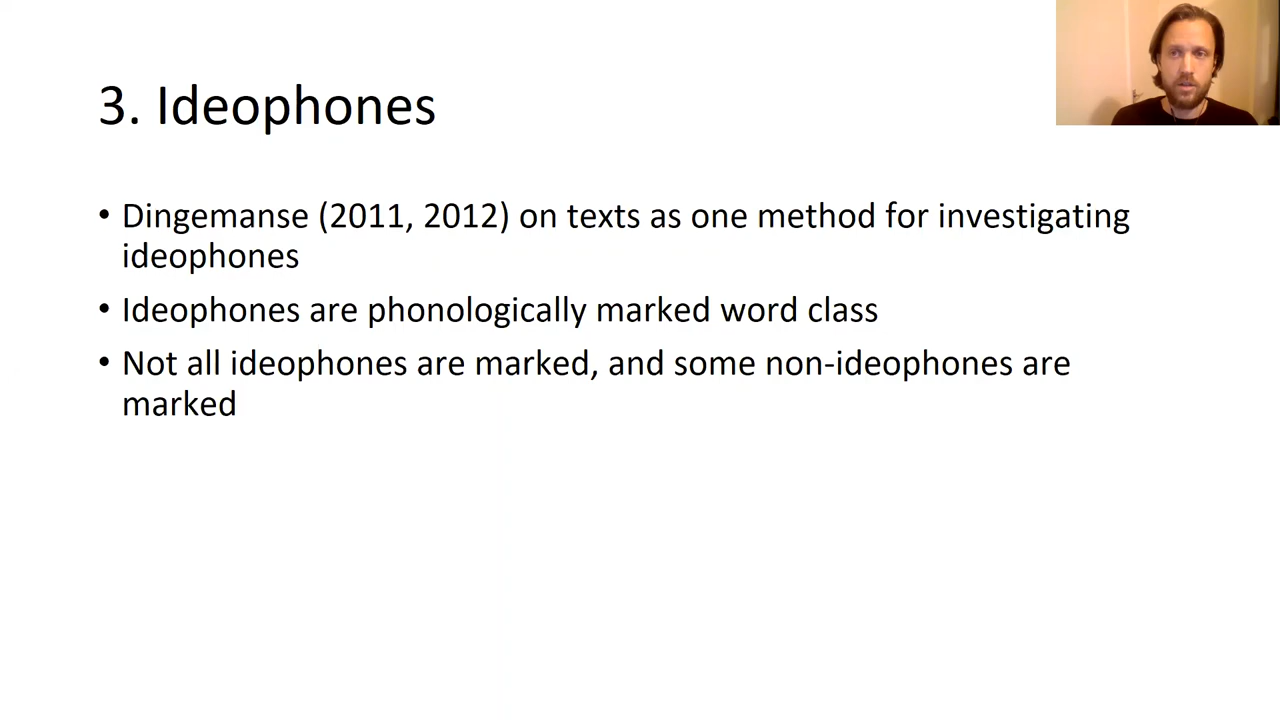 3. Ideophones
• Dingemanse (2011, 2012) on texts as one method for investigating
ideophones
• Ideophones are phonologically marked word class
• Not all ideophones are marked, and some non-ideophones are
marked